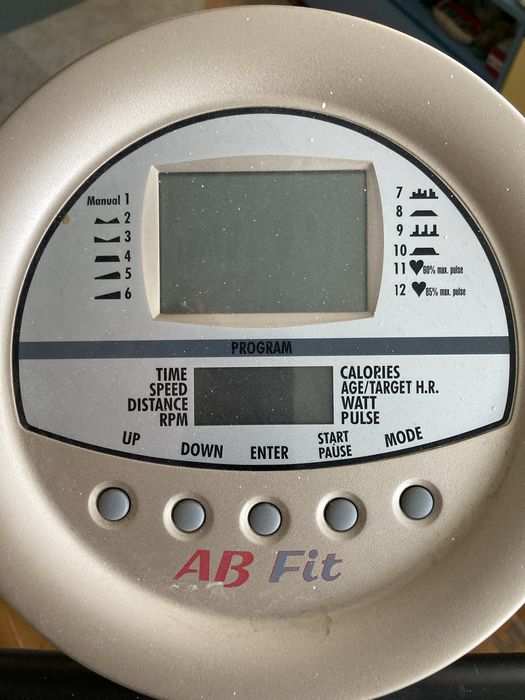 Manual 1
2
3
4
5
6
7
8
9
10
11 60% max. pulse
12 85% max. pulse
PROGRAM
TIME
SPEED
DISTANCE
RPM
CALORIES
AGE/TARGET H.R.
WATT
PULSE
UP
DOWN
ENTER
START
PAUSE
MODE
AB Fit